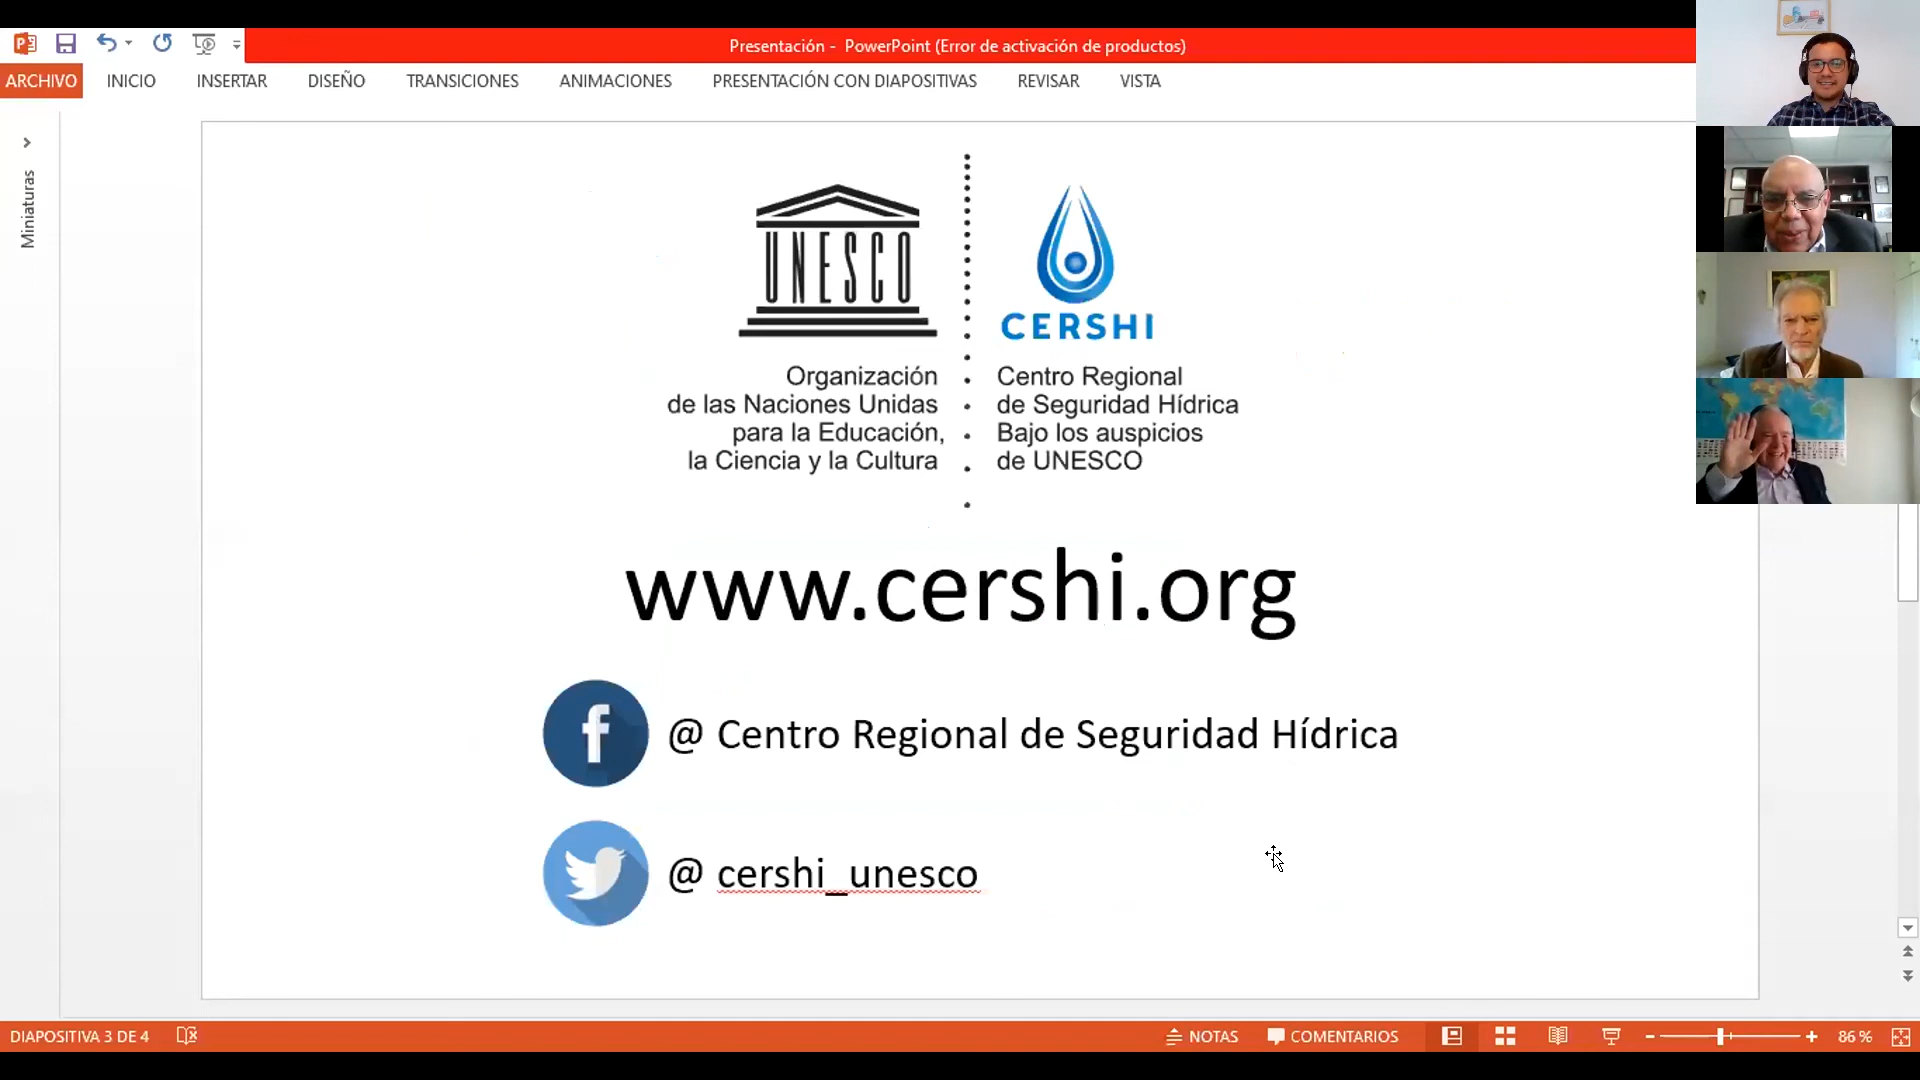 Presentación - PowerPoint (Error de activación de productos)
ARCHIVO INICIO INSERTAR DISEÑO TRANSICIONES ANIMACIONES PRESENTACIÓN CON DIAPOSITIVAS REVISAR VISTA
Miniaturas
UNESCO
Organización
de las Naciones Unidas
para la Educación,
la Ciencia y la Cultura
CERSHI
Centro Regional
de Seguridad Hídrica
Bajo los auspicios
de UNESCO
www.cershi.org
f @ Centro Regional de Seguridad Hídrica
@ cershi_unesco
DIAPOSITIVA 3 DE 4 NOTAS COMENTARIOS 86 %